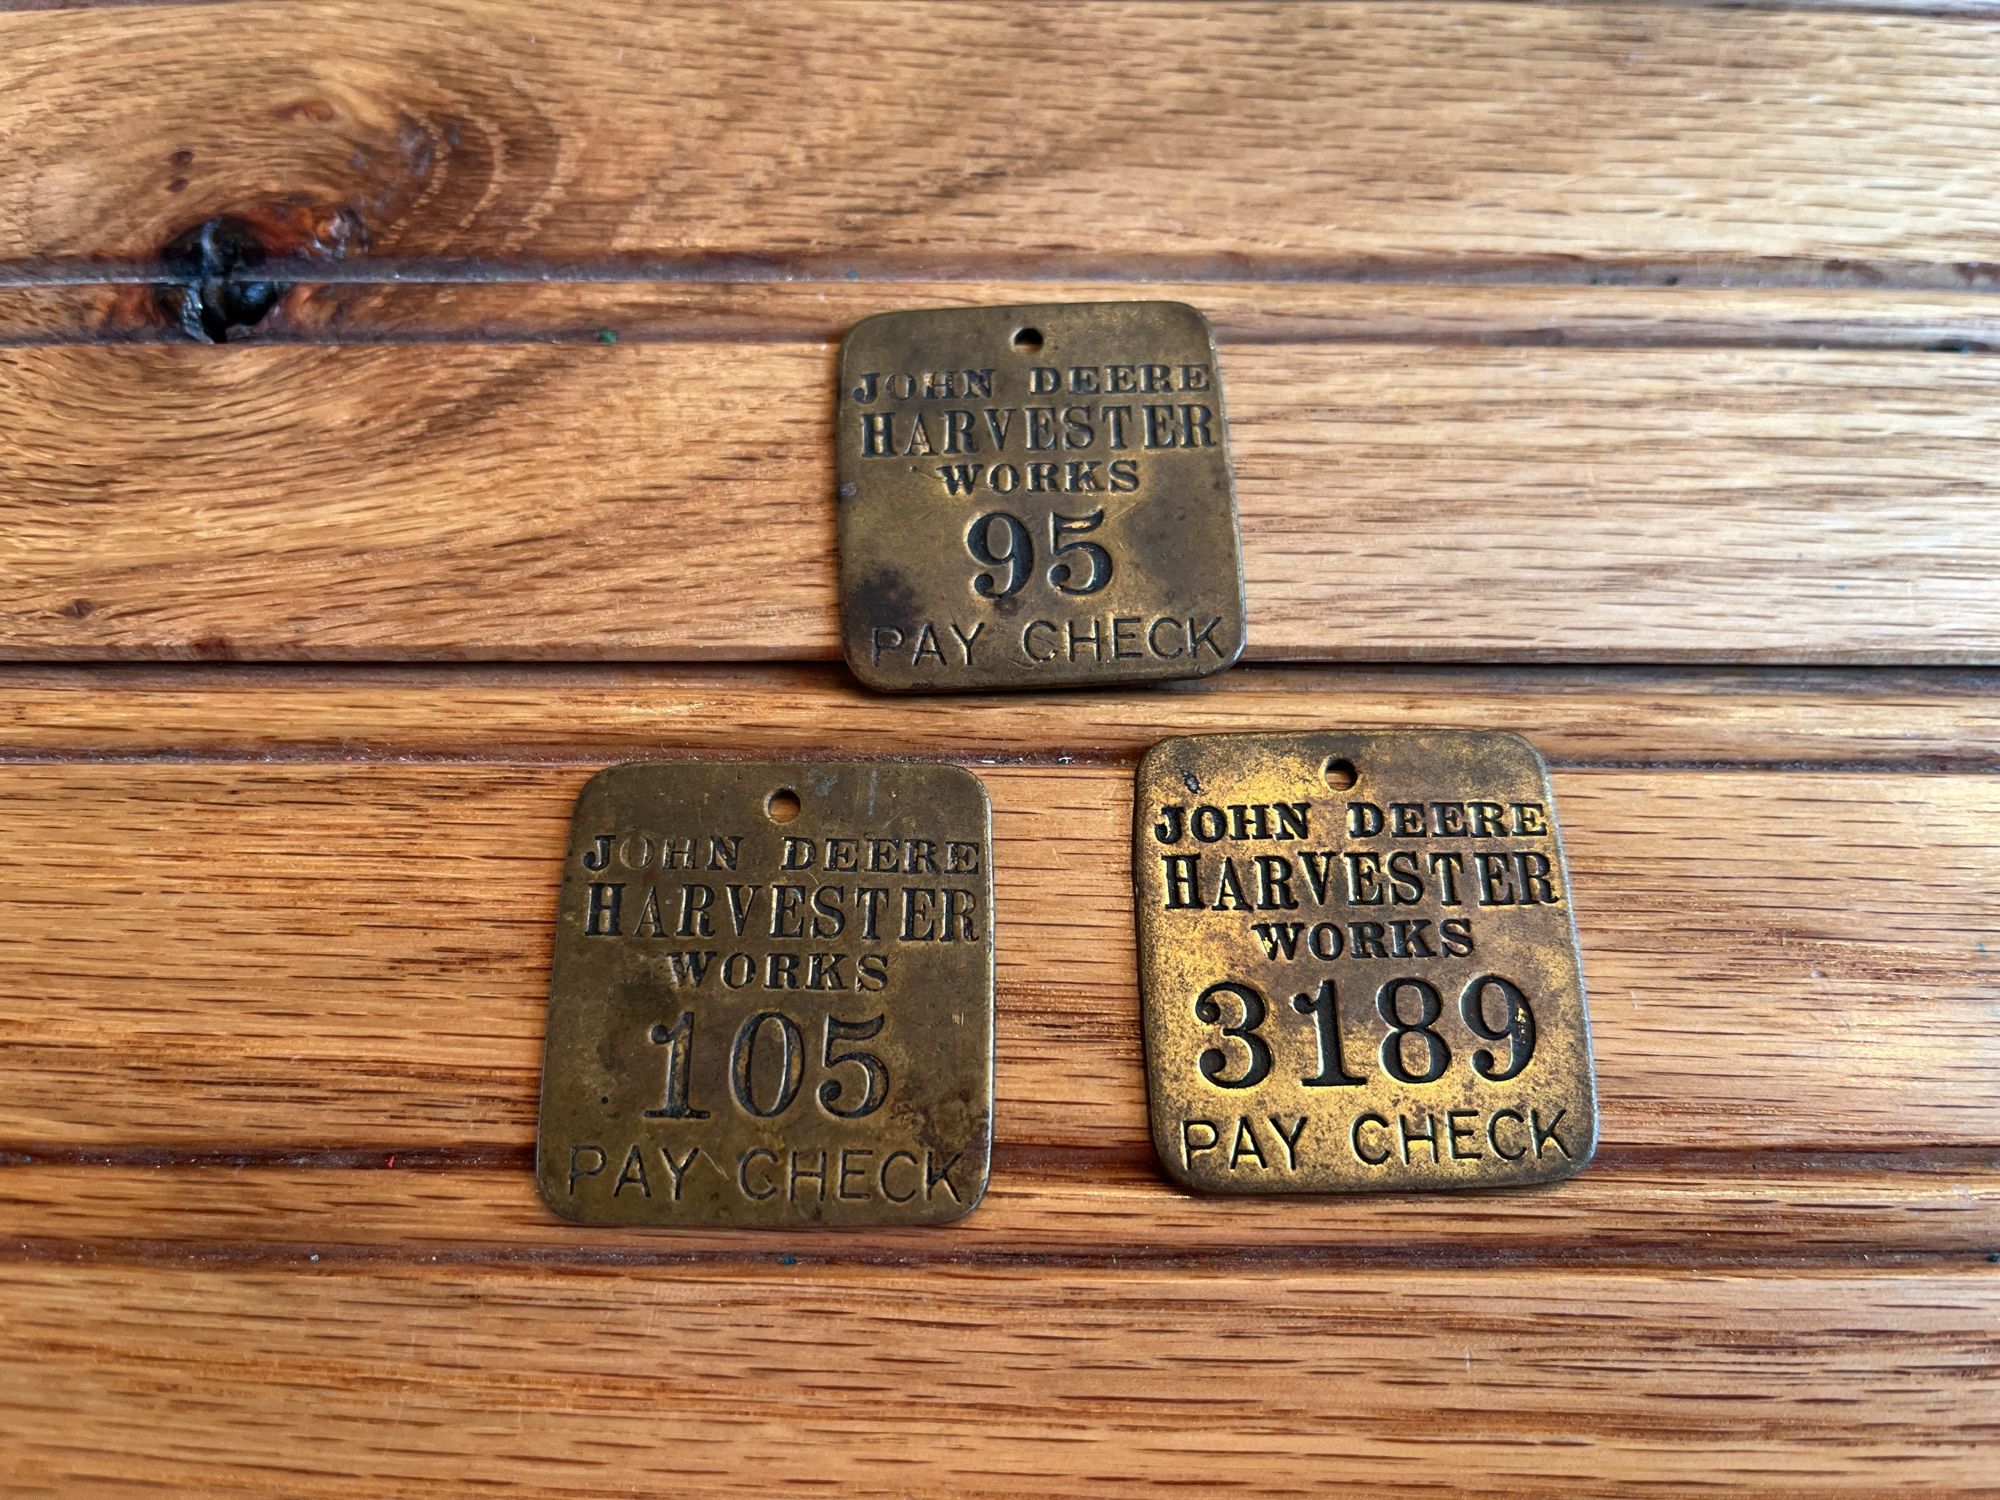 JOHN DEERE
HARVESTER
WORKS
95
PAY CHECK
JOHN DEERE
HARVESTER
WORKS
105
PAY CHECK
JOHN DEERE
HARVESTER
WORKS
3189
PAY CHECK